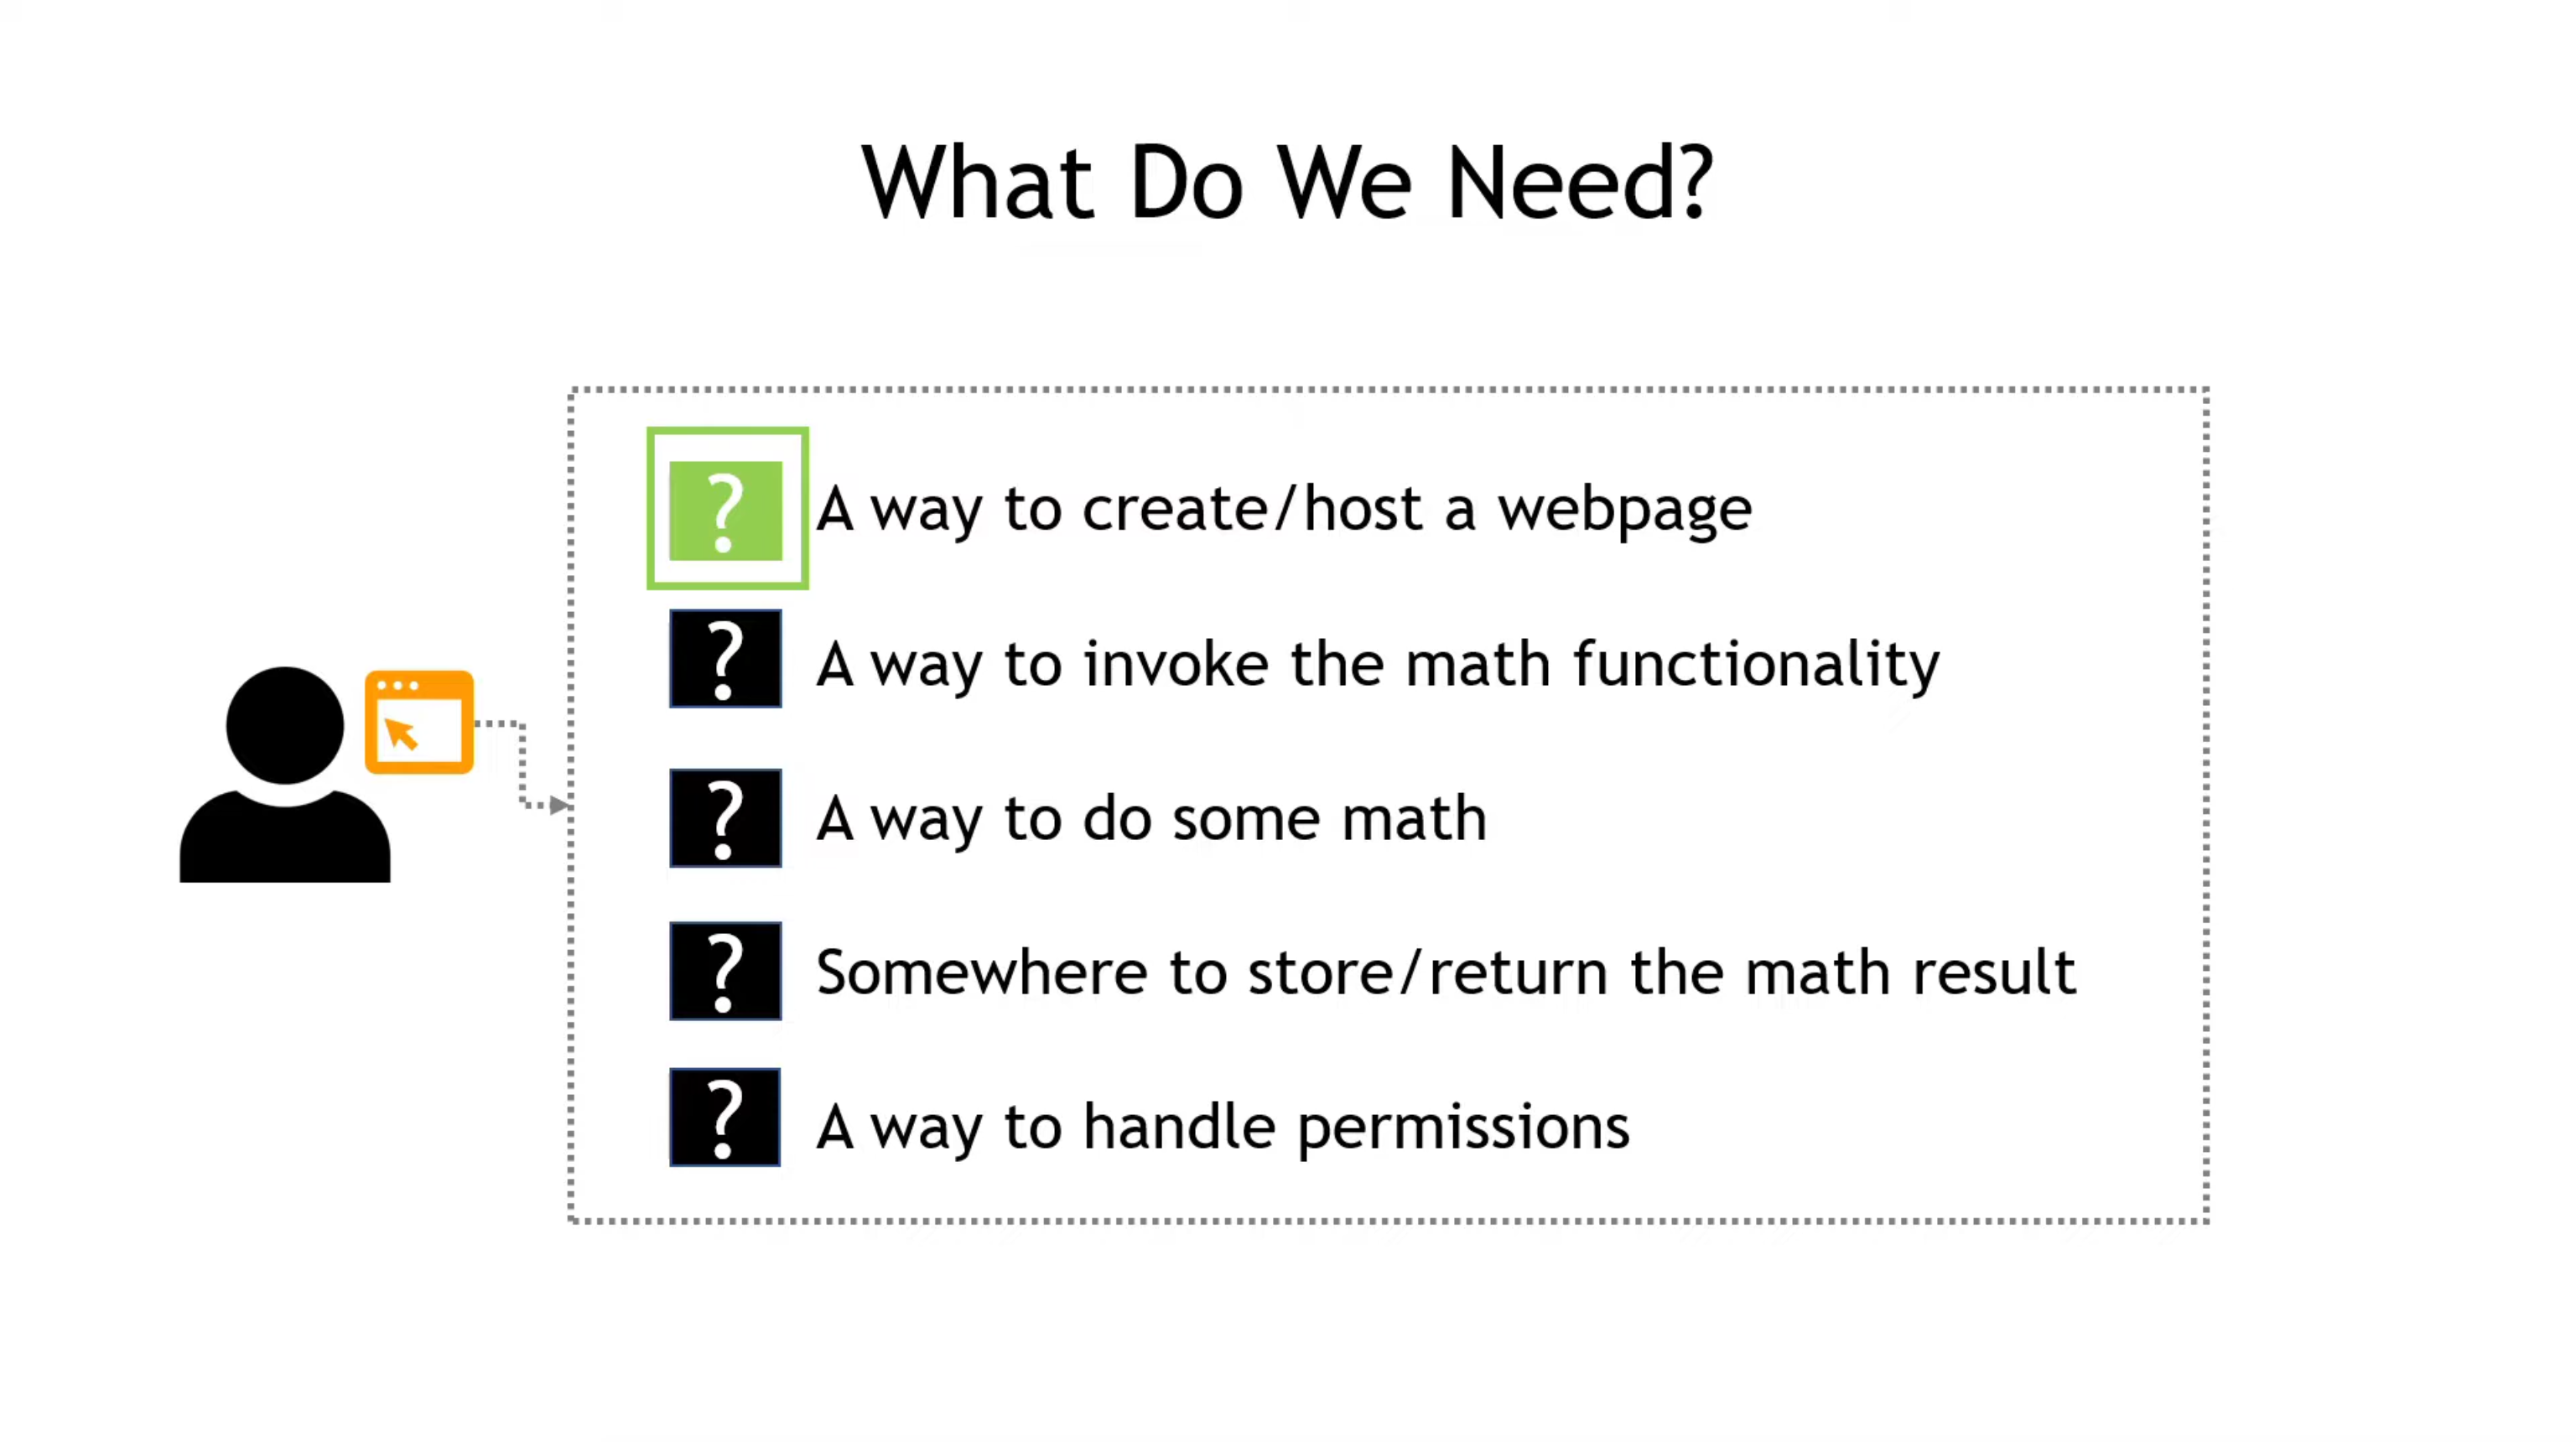 What Do We Need?
? A way to create/host a webpage
? A way to invoke the math functionality
? A way to do some math
? Somewhere to store/return the math result
? A way to handle permissions